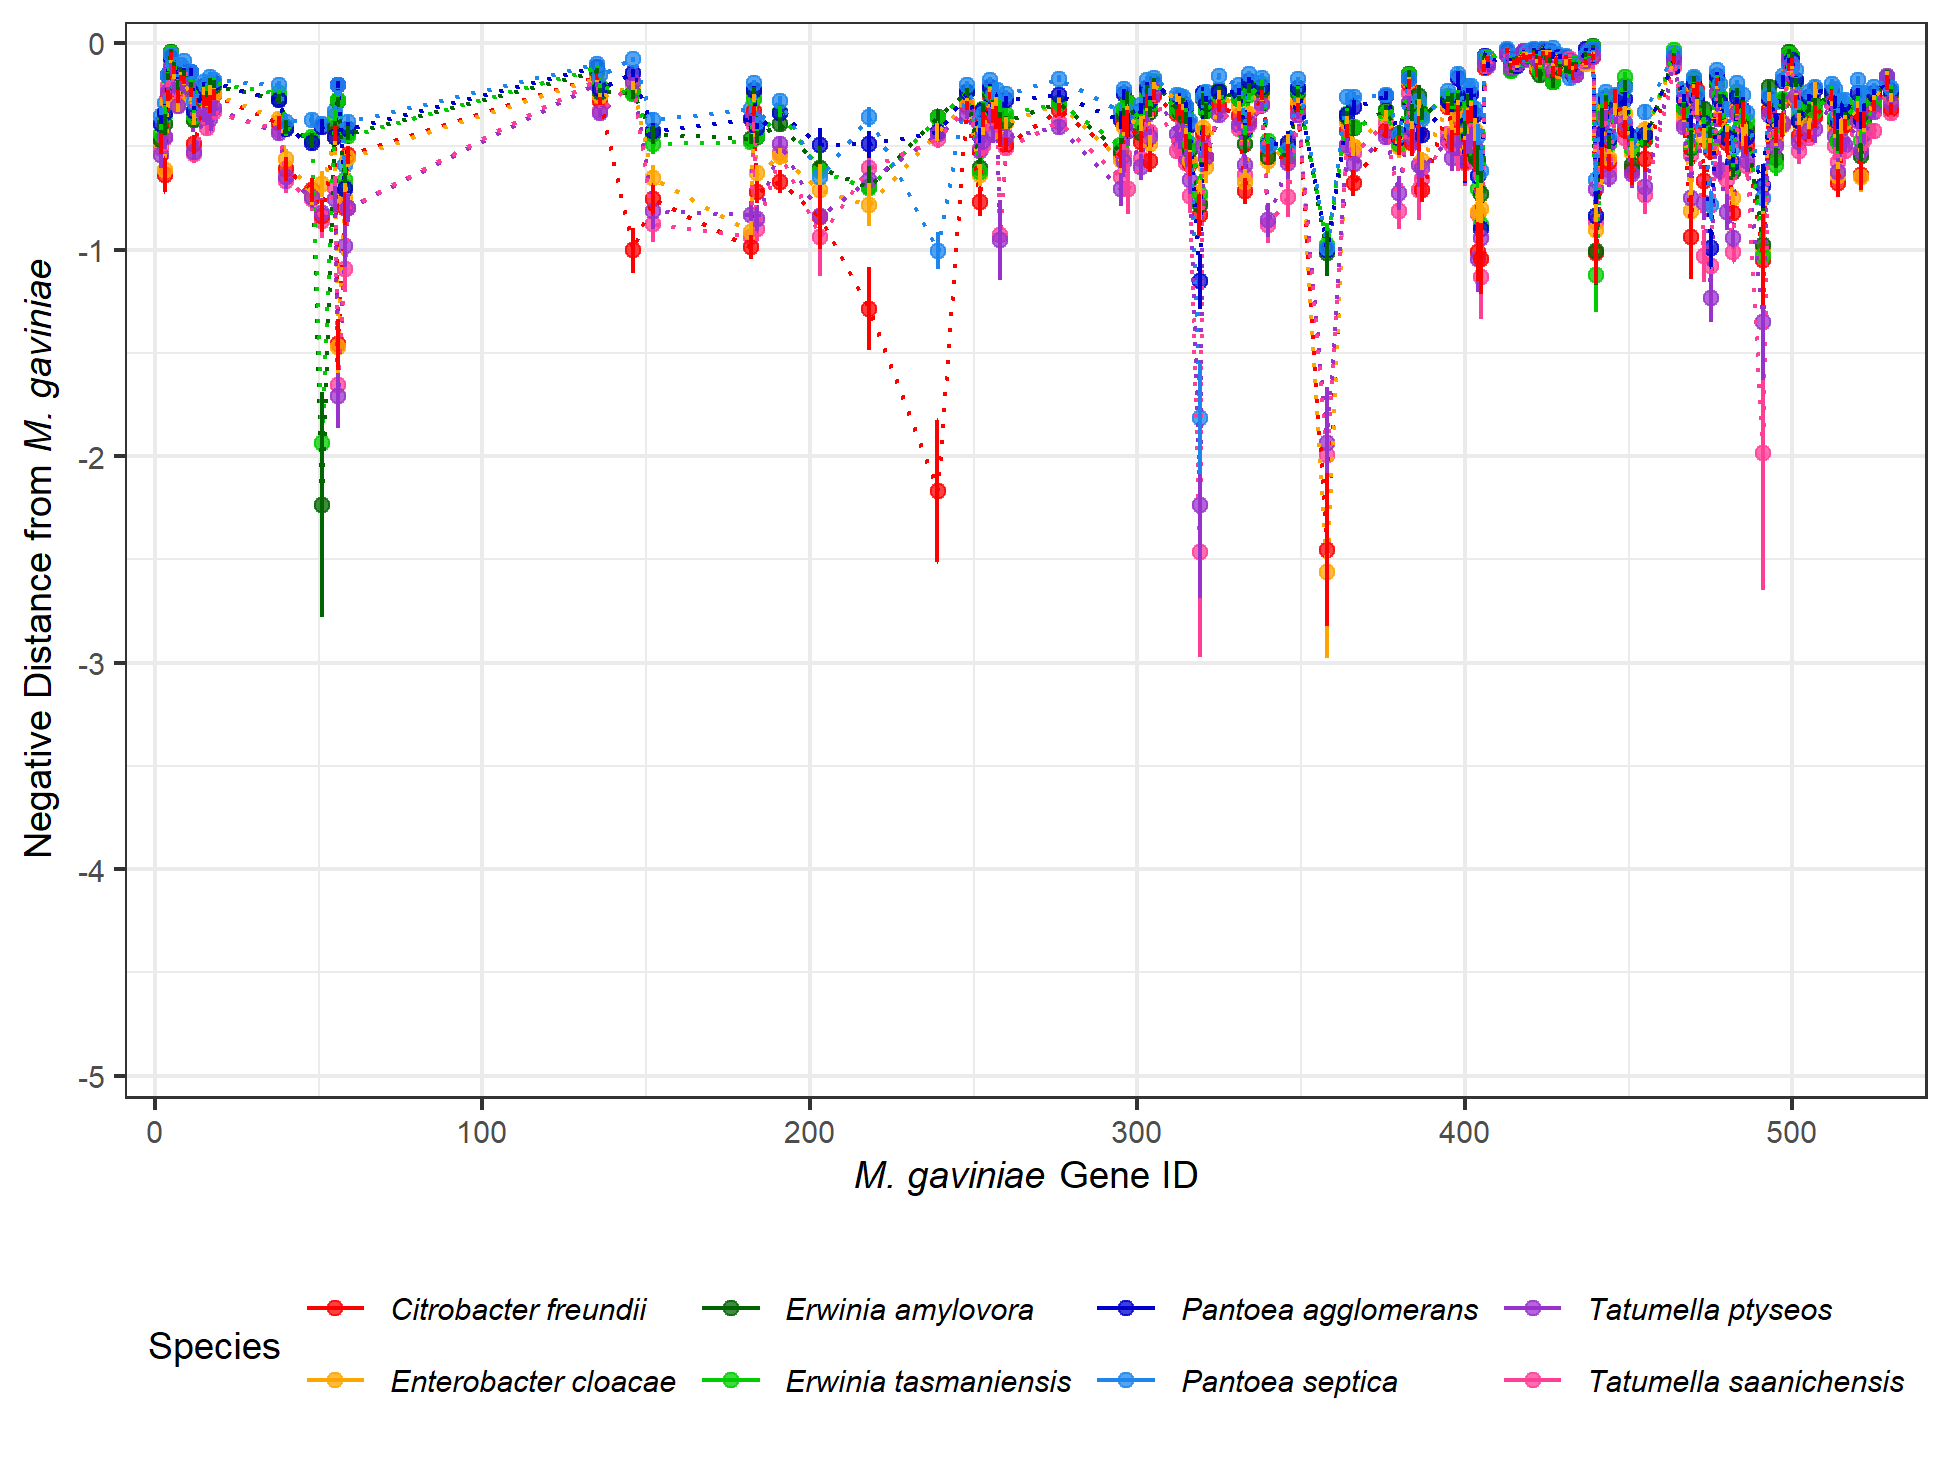 0
-1
-2
-3
-4
-5
Negative Distance from M. gaviniae
0 100 200 300 400 500
M. gaviniae Gene ID
Species
Citrobacter freundii Erwinia amylovora Pantoea agglomerans Tatumella ptyseos
Enterobacter cloacae Erwinia tasmaniensis Pantoea septica Tatumella saanichensis